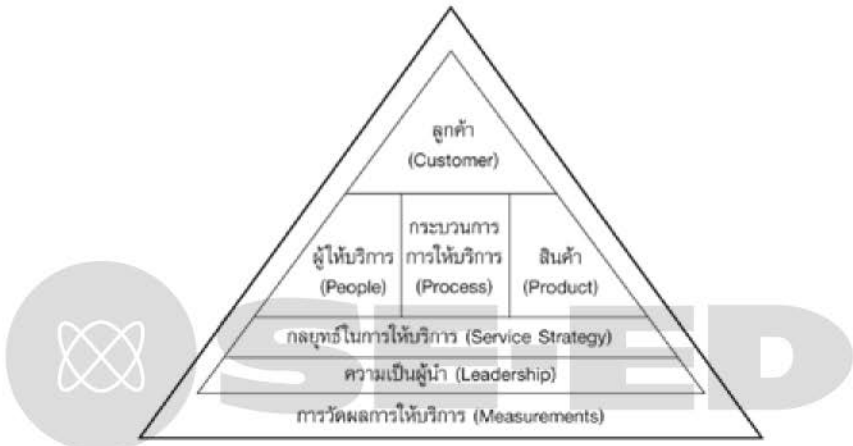 ลูกค้า
(Customer)
กระบวนการ
ผู้ให้บริการ การให้บริการ สินค้า
(People) (Process) (Product)
กลยุทธ์ในการให้บริการ (Service Strategy)
ความเป็นผู้นำ (Leadership)
การวัดผลการให้บริการ (Measurements)
SE-ED